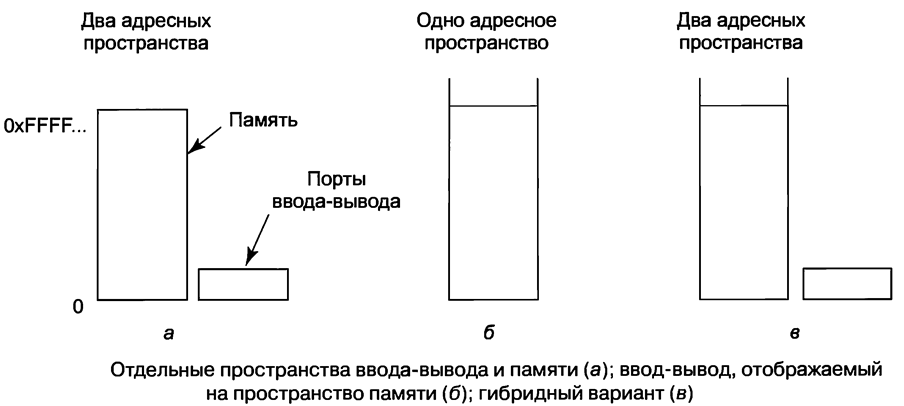 Два адресных
пространства
Одно адресное
пространство
Два адресных
пространства
0xFFFF...
Память
Порты
ввода-вывода
0
а
б
в
Отдельные пространства ввода-вывода и памяти (а); ввод-вывод, отображаемый
на пространство памяти (б); гибридный вариант (в)